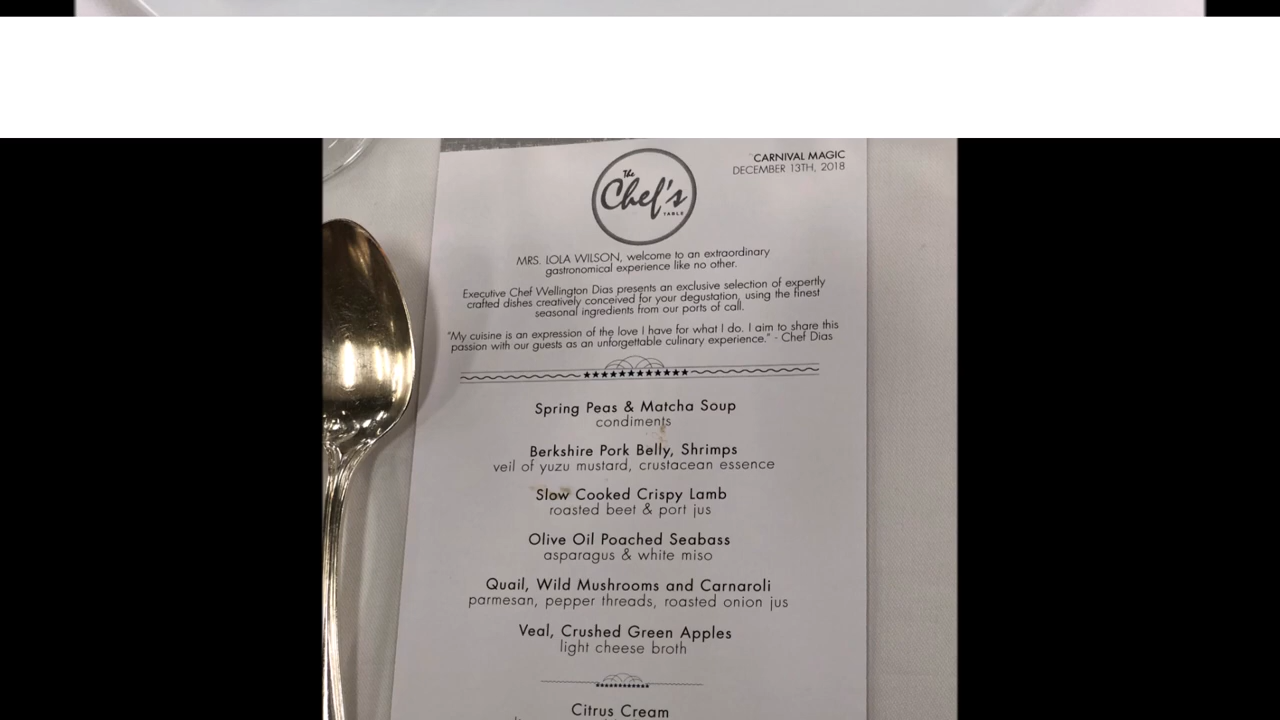 CARNIVAL MAGIC
DECEMBER 13TH, 2018
The
Chef's
TABLE
MRS. LOLA WILSON, welcome to an extraordinary
gastronomical experience like no other.
Executive Chef Wellington Dias presents an exclusive selection of expertly
crafted dishes creatively conceived for your degustation, using the finest
seasonal ingredients from our ports of call.
"My cuisine is an expression of the love I have for what I do. I aim to share this
passion with our guests as an unforgettable culinary experience." - Chef Dias
Spring Peas & Matcha Soup
condiments
Berkshire Pork Belly, Shrimps
veil of yuzu mustard, crustacean essence
Slow Cooked Crispy Lamb
roasted beet & port jus
Olive Oil Poached Seabass
asparagus & white miso
Quail, Wild Mushrooms and Carnaroli
parmesan, pepper threads, roasted onion jus
Veal, Crushed Green Apples
light cheese broth
Citrus Cream